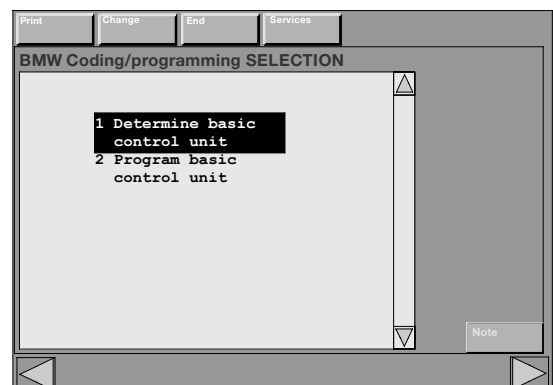 Print Change End Services
BMW Coding/programming SELECTION
1 Determine basic
control unit
2 Program basic
control unit
Note